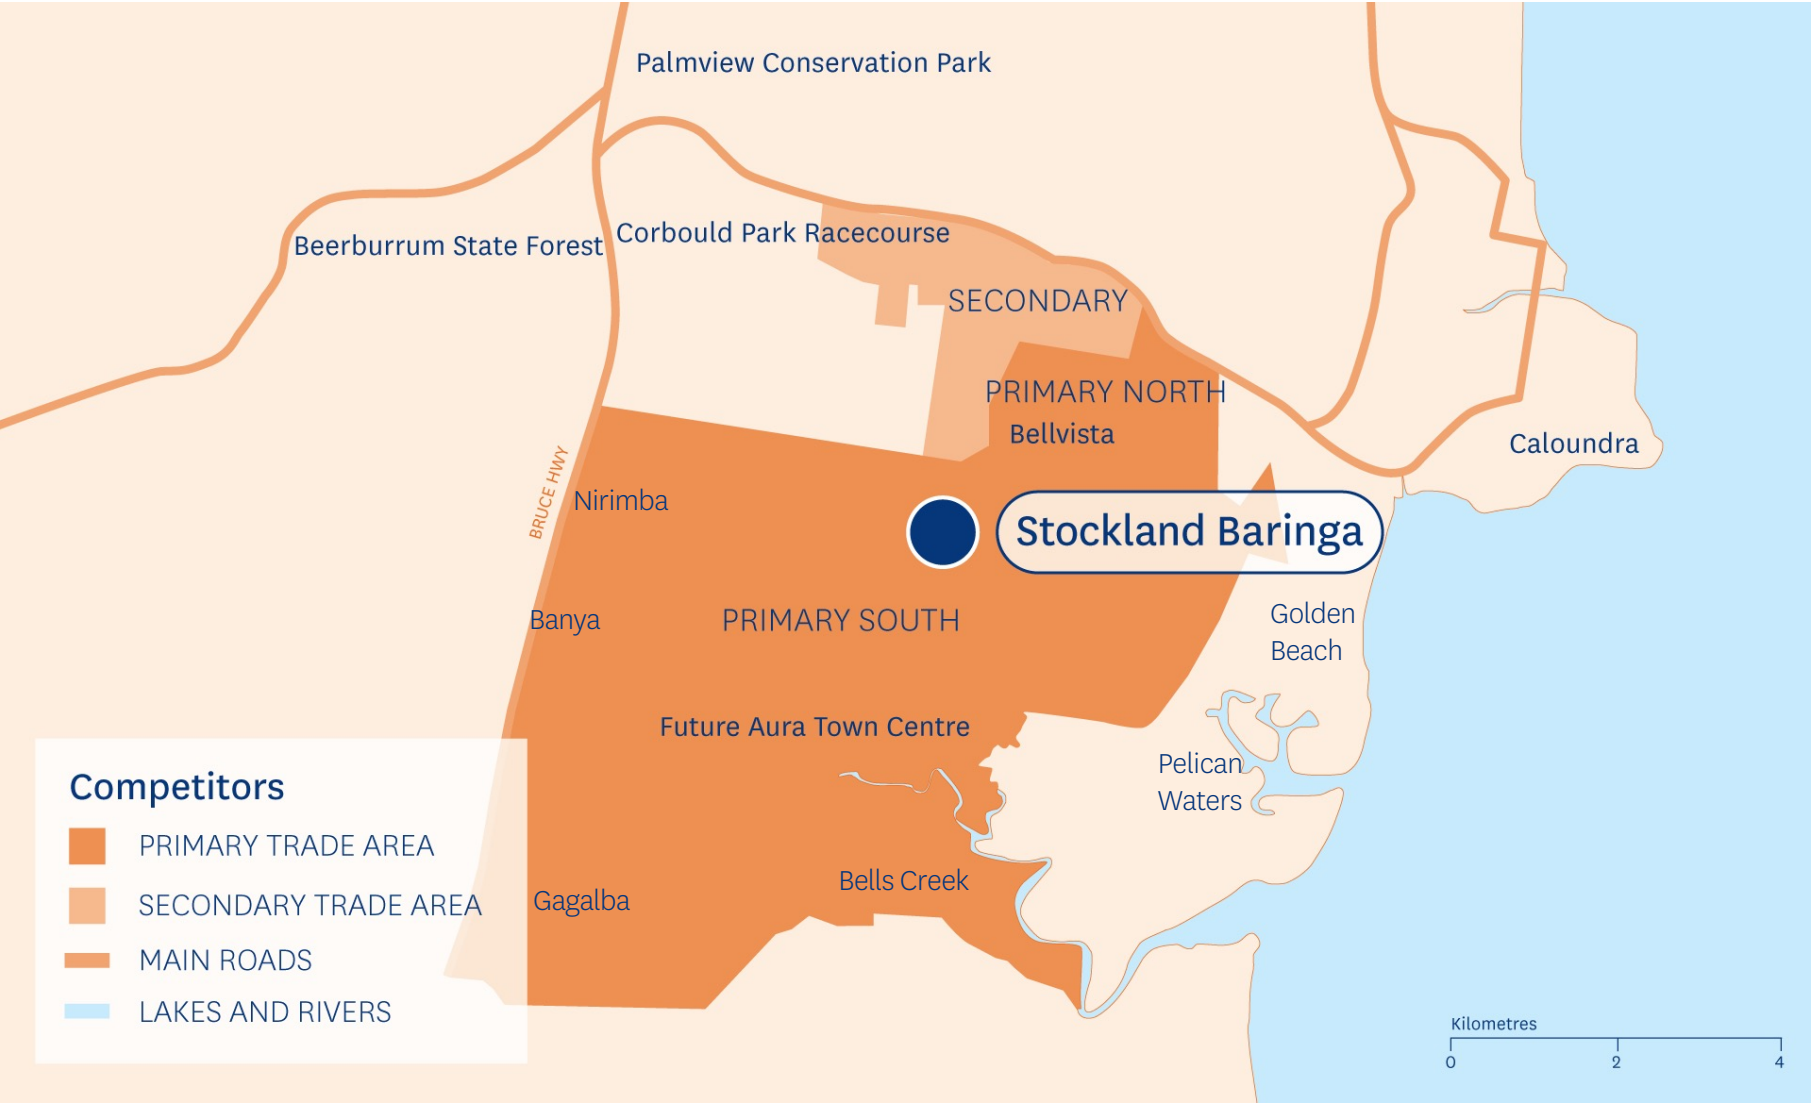 Palmview Conservation Park
Corbould Park Racecourse
Beerburrum State Forest
SECONDARY
PRIMARY NORTH
Bellvista
Caloundra
BRUCE HWY
Nirimba
Stockland Baringa
Banya
PRIMARY SOUTH
Golden
Beach
Future Aura Town Centre
Pelican
Waters
Bells Creek
Gagalba
Competitors
PRIMARY TRADE AREA
SECONDARY TRADE AREA
MAIN ROADS
LAKES AND RIVERS
Kilometres
0 2 4